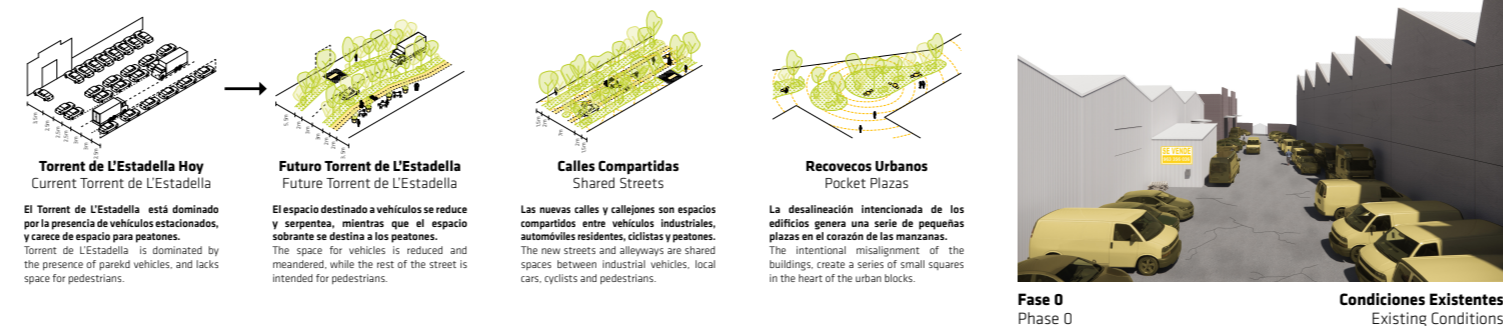 Torrent de L'Estadella Hoy
Current Torrent de L'Estadella
El Torrent de L'Estadella está dominado
por la presencia de vehículos estacionados,
y carece de espacio para peatones.
Torrent de L'Estadella is dominated by
the presence of parekd vehicles, and lacks
space for pedestrians.
Futuro Torrent de L'Estadella
Future Torrent de L'Estadella
El espacio destinado a vehículos se reduce
y serpentea, mientras que el espacio
sobrante se destina a los peatones.
The space for vehicles is reduced and
meandered, while the rest of the street is
intended for pedestrians.
Calles Compartidas
Shared Streets
Las nuevas calles y callejones son espacios
compartidos entre vehículos industriales,
automóviles residentes, ciclistas y peatones.
The new streets and alleyways are shared
spaces between industrial vehicles, local
cars, cyclists and pedestrians.
Recovecos Urbanos
Pocket Plazas
La desalineación intencionada de los
edificios genera una serie de pequeñas
plazas en el corazón de las manzanas.
The intentional misalignment of the
buildings, create a series of small squares
in the heart of the urban blocks.
SE VENDE
Fase 0
Phase 0
Condiciones Existentes
Existing Conditions